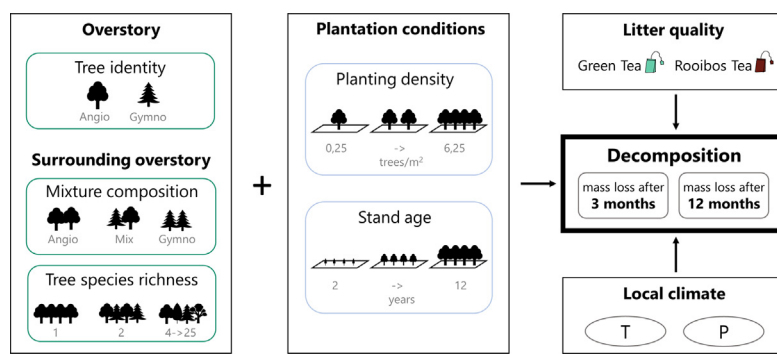 Overstory
Tree identity
Angio Gymno
Surrounding overstory
Mixture composition
Angio Mix Gymno
Tree species richness
1 2 4->25
+
Plantation conditions
Planting density
0,25 -> 6,25
trees/m²
Stand age
2 -> 12
years
Litter quality
Green Tea Rooibos Tea
Decomposition
mass loss after
3 months
mass loss after
12 months
Local climate
T P